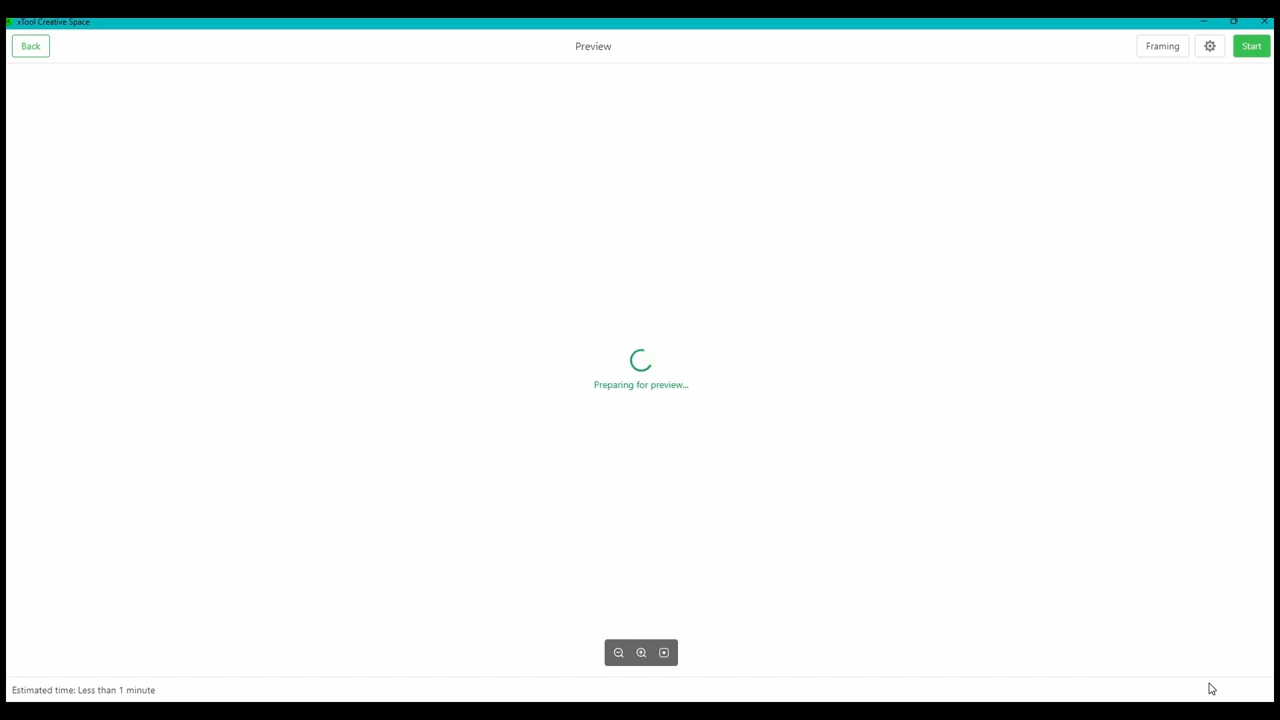 xTool Creative Space
Back
Preview
Framing
Start
Preparing for preview...
Estimated time: Less than 1 minute